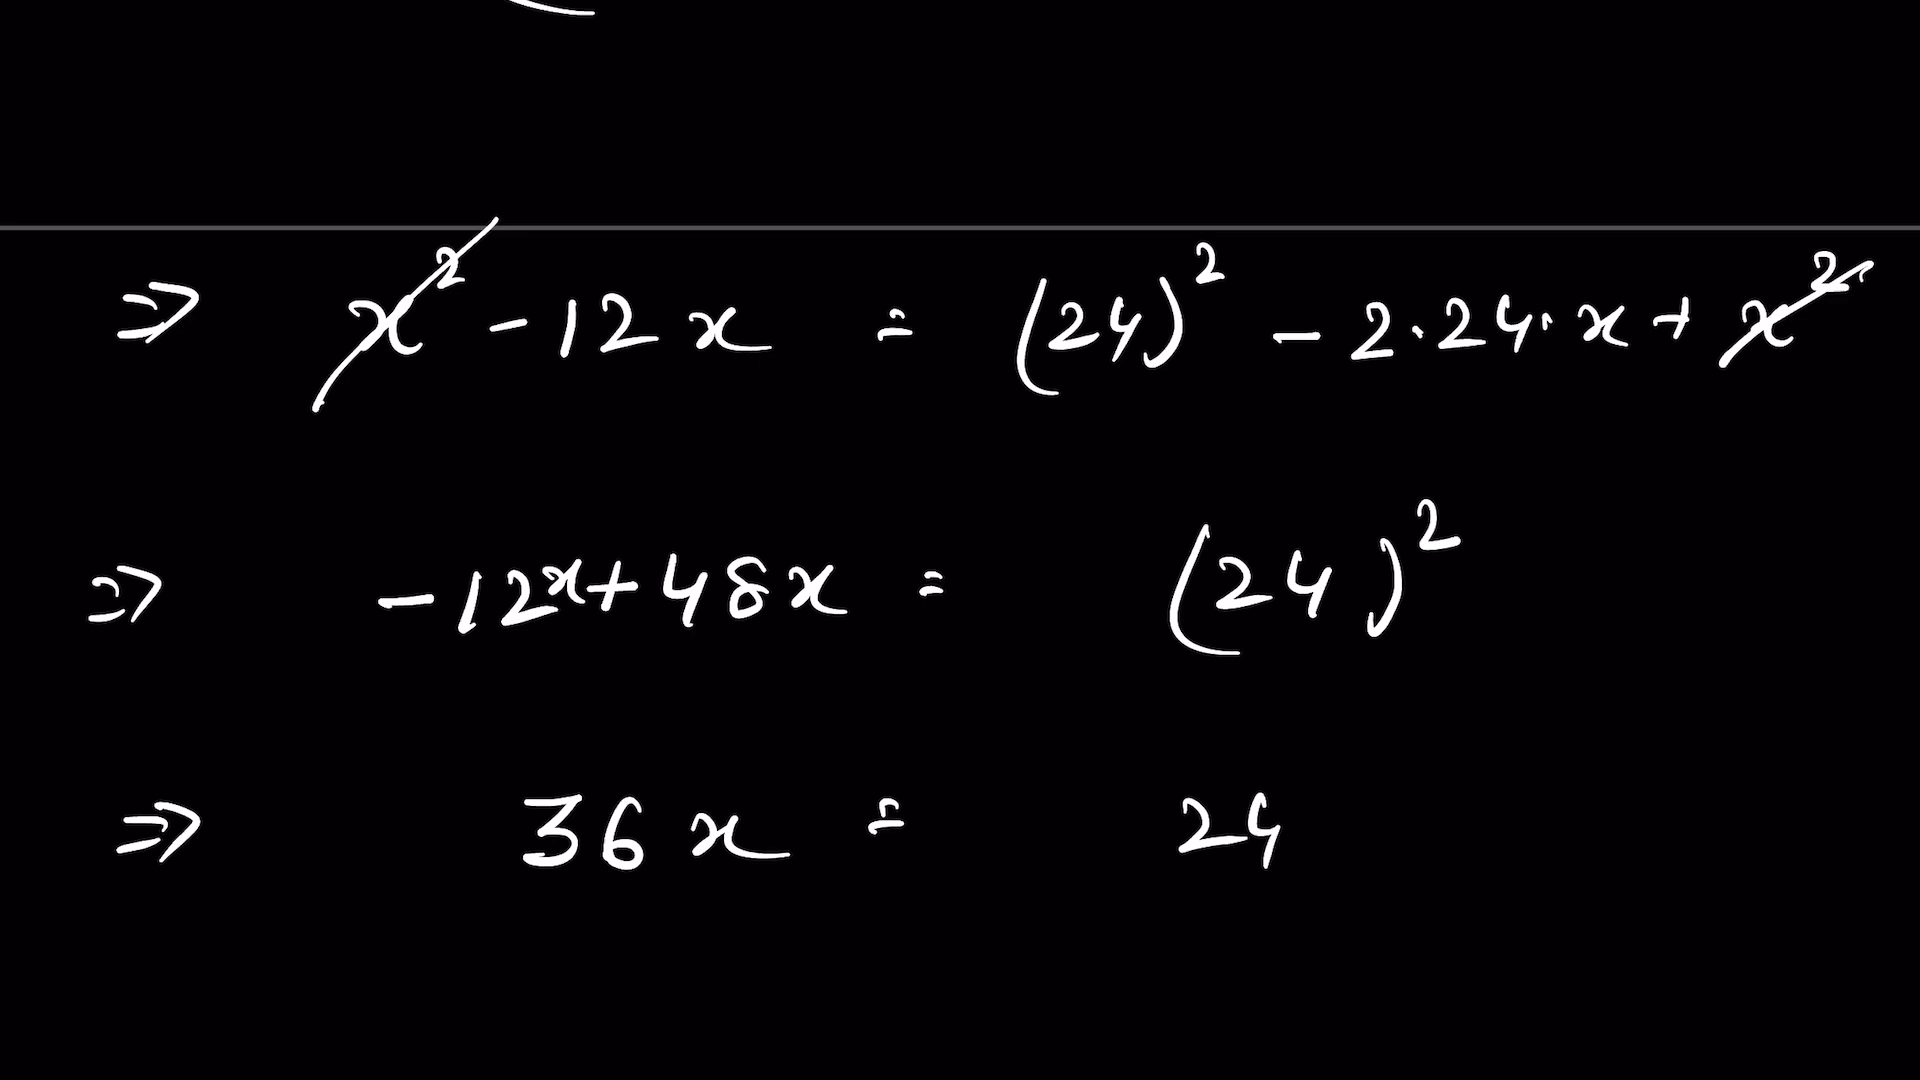 ⇒ x² - 12x = (24)² - 2·24·x + x²
⇒ -12x + 48x = (24)²
⇒ 36x = 24